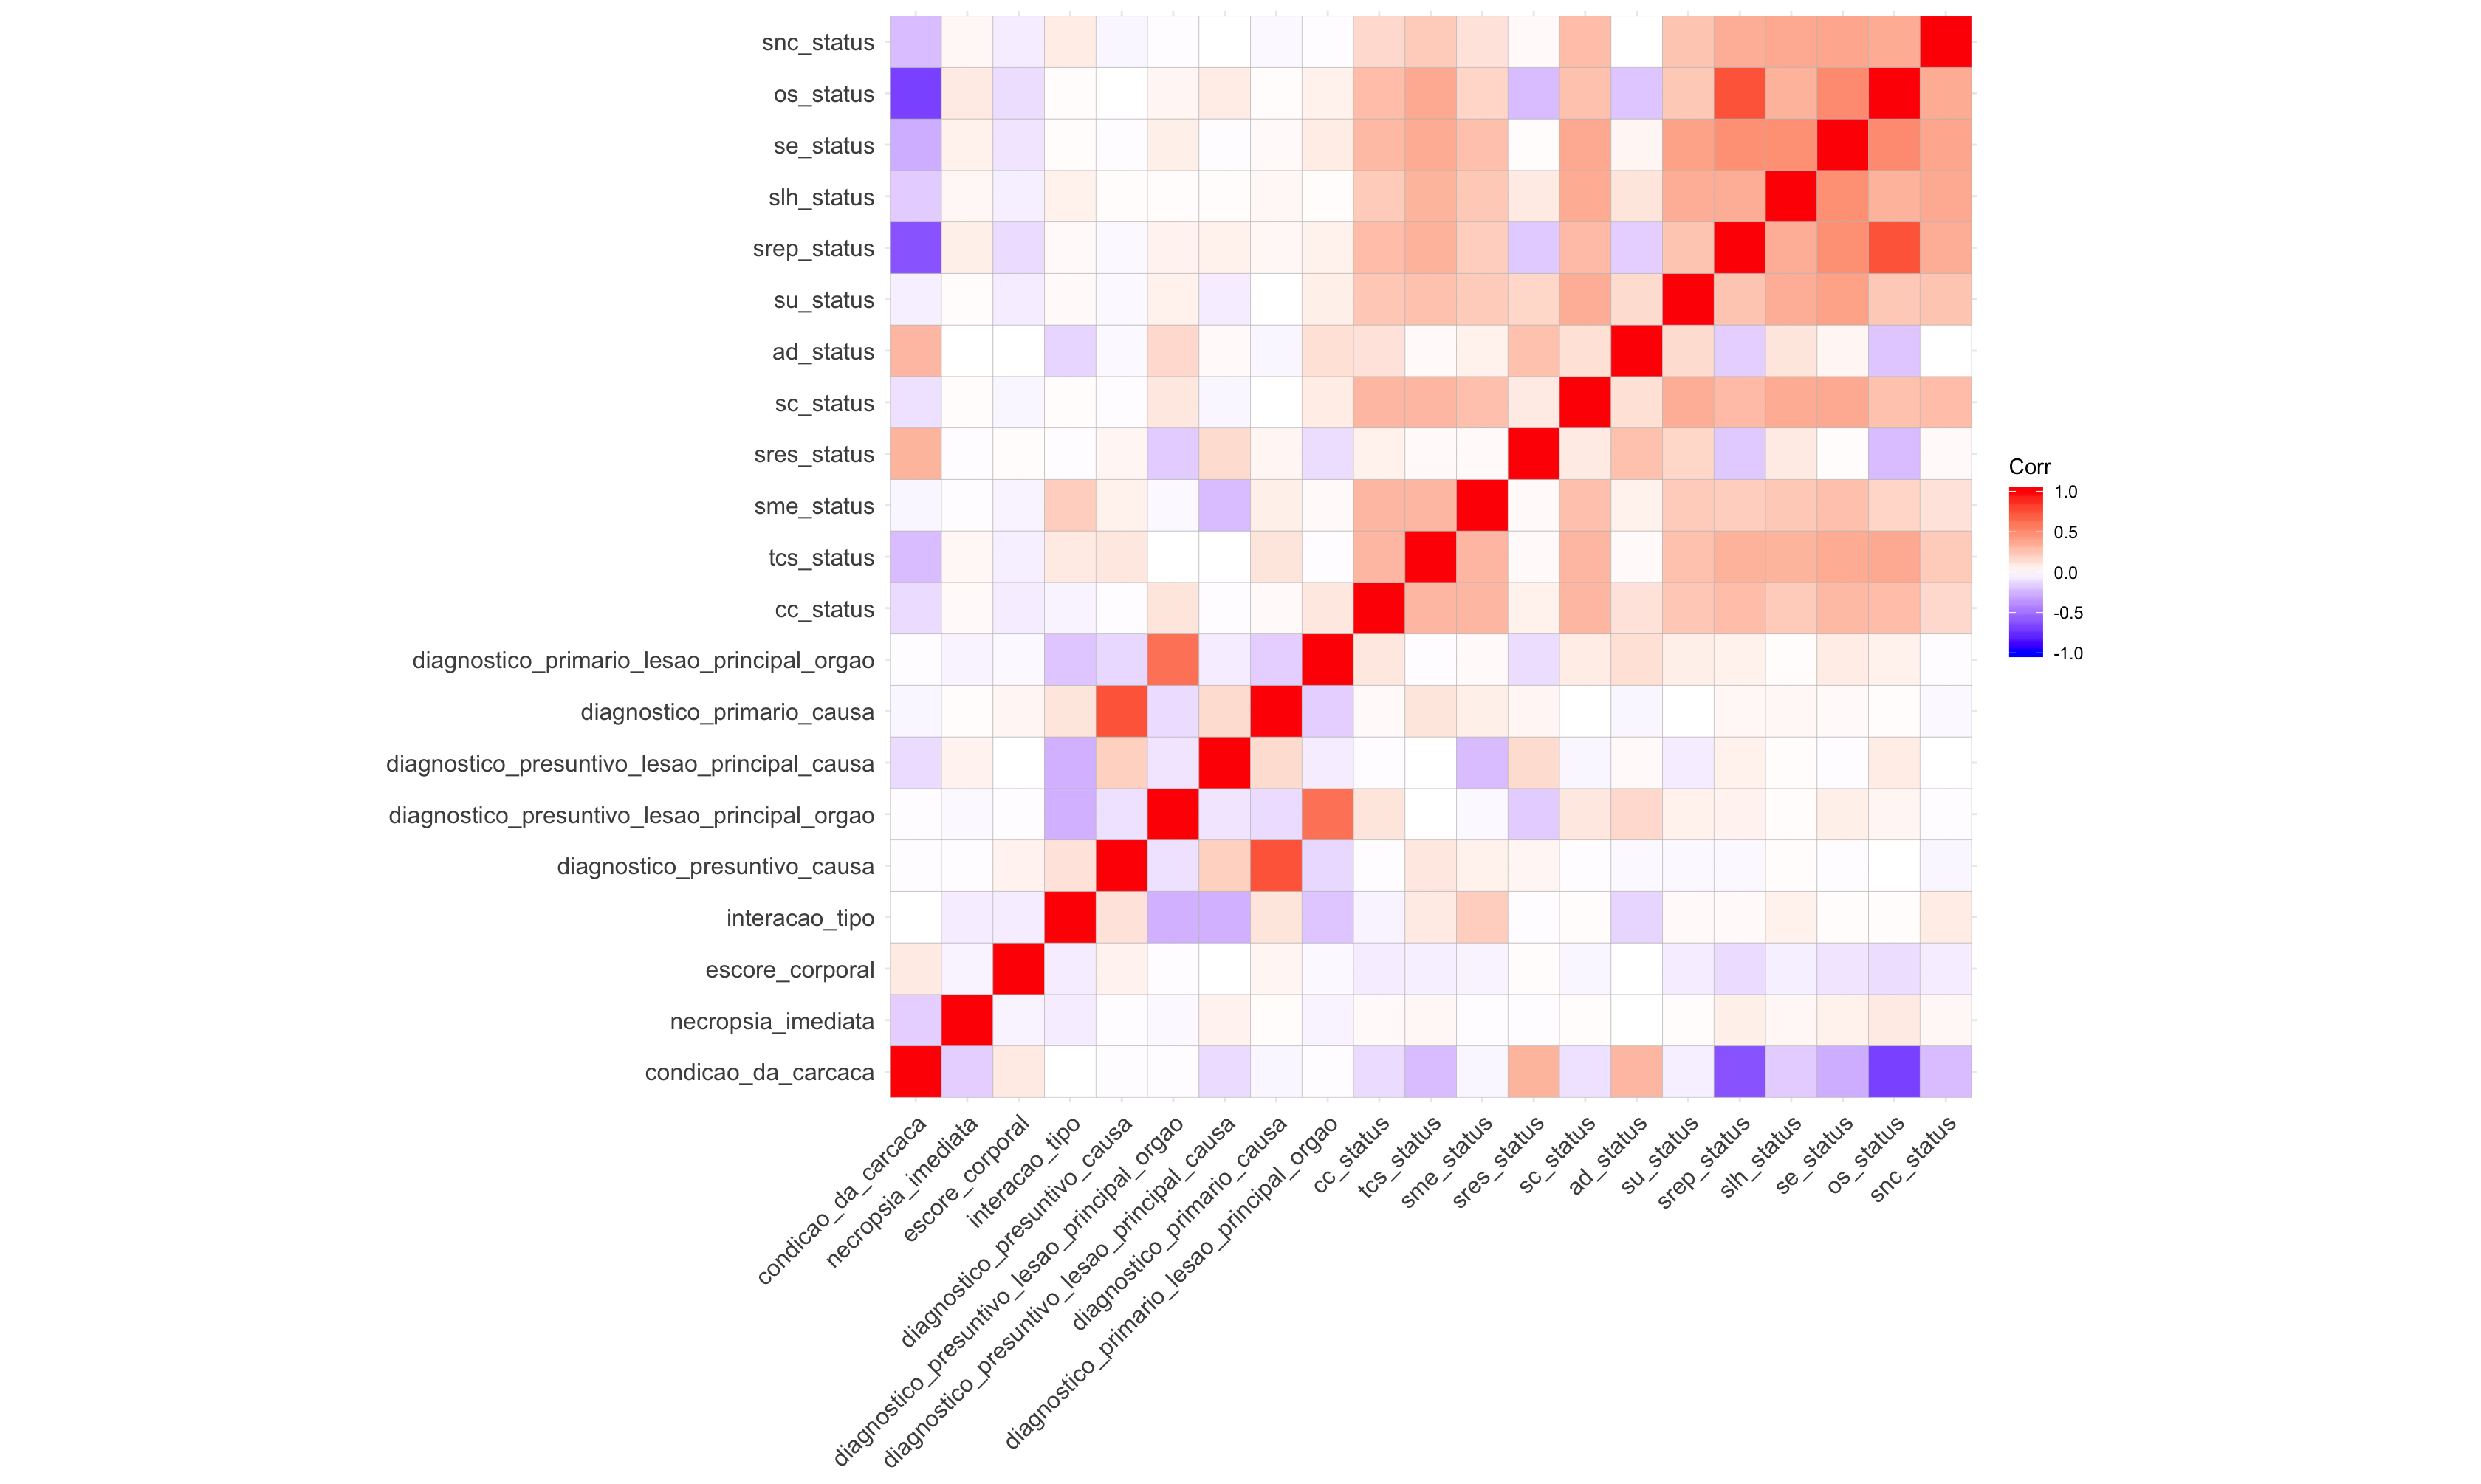 snc_status
os_status
se_status
slh_status
srep_status
su_status
ad_status
sc_status
sres_status
sme_status
tcs_status
cc_status
diagnostico_primario_lesao_principal_orgao
diagnostico_primario_causa
diagnostico_presuntivo_lesao_principal_causa
diagnostico_presuntivo_lesao_principal_orgao
diagnostico_presuntivo_causa
interacao_tipo
escore_corporal
necropsia_imediata
condicao_da_carcaca
condicao_da_carcaca
necropsia_imediata
escore_corporal
interacao_tipo
diagnostico_presuntivo_causa
diagnostico_presuntivo_lesao_principal_orgao
diagnostico_presuntivo_lesao_principal_causa
diagnostico_primario_causa
diagnostico_primario_lesao_principal_orgao
cc_status
tcs_status
sme_status
sres_status
sc_status
ad_status
su_status
srep_status
slh_status
se_status
os_status
snc_status
Corr
1.0
0.5
0.0
-0.5
-1.0